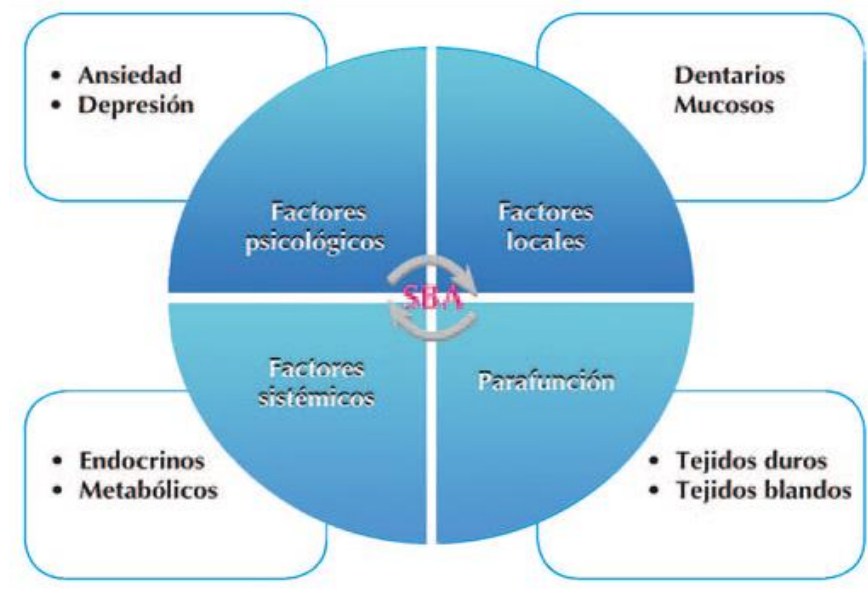 • Ansiedad
• Depresión
Dentarios
Mucosos
Factores
psicológicos
Factores
locales
SBA
Factores
sistémicos
Parafunción
• Endocrinos
• Metabólicos
• Tejidos duros
• Tejidos blandos